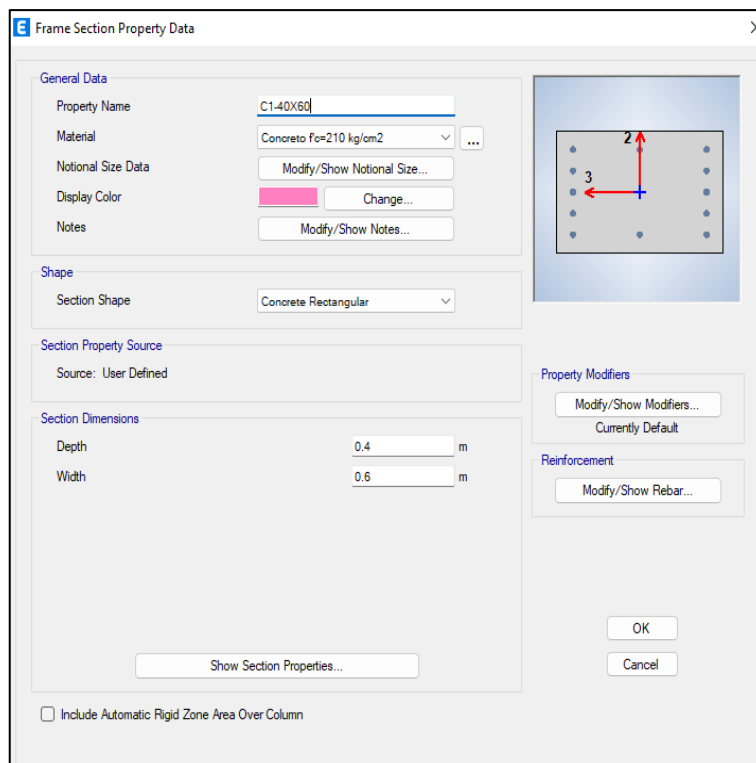 E Frame Section Property Data
General Data
Property Name C1-40X60
Material Concreto f'c=210 kg/cm2 ...
Notional Size Data Modify/Show Notional Size...
Display Color Change...
Notes Modify/Show Notes...
2
3
Shape
Section Shape Concrete Rectangular
Section Property Source
Source: User Defined
Property Modifiers
Modify/Show Modifiers...
Currently Default
Section Dimensions
Depth 0.4 m
Width 0.6 m
Reinforcement
Modify/Show Rebar...
Show Section Properties...
OK
Cancel
Include Automatic Rigid Zone Area Over Column